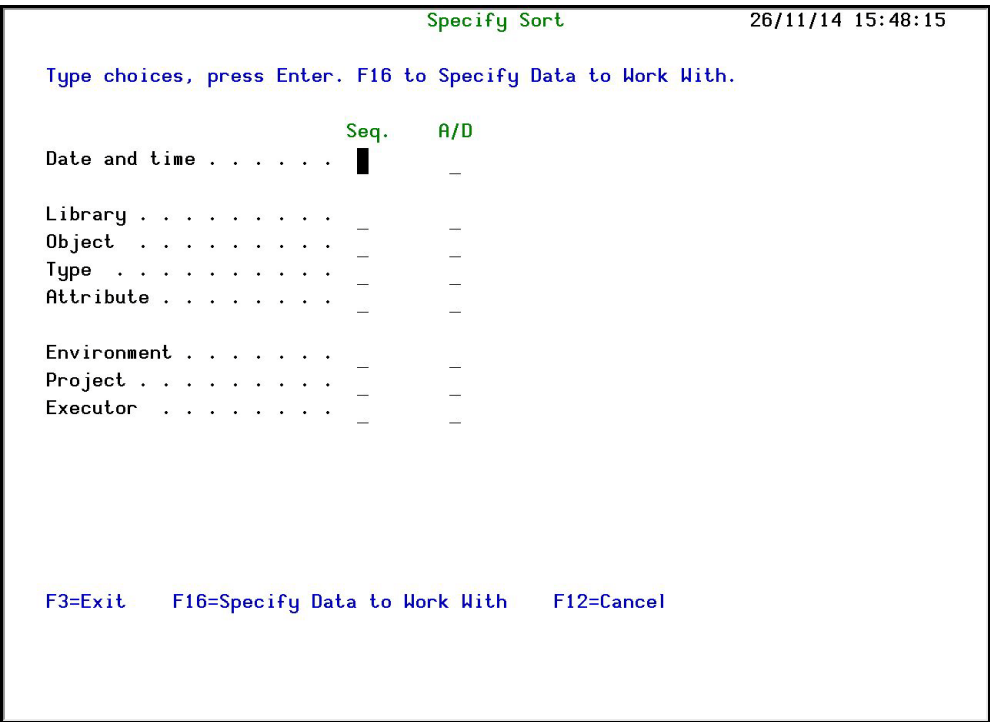 Specify Sort 26/11/14 15:48:15
Type choices, press Enter. F16 to Specify Data to Work With.
Seq. A/D
Date and time . . . . . . _
Library . . . . . . . . . _ _
Object . . . . . . . . . _ _
Type . . . . . . . . . . _ _
Attribute . . . . . . . . _ _
Environment . . . . . . . _ _
Project . . . . . . . . . _ _
Executor . . . . . . . . _ _
F3=Exit F16=Specify Data to Work With F12=Cancel